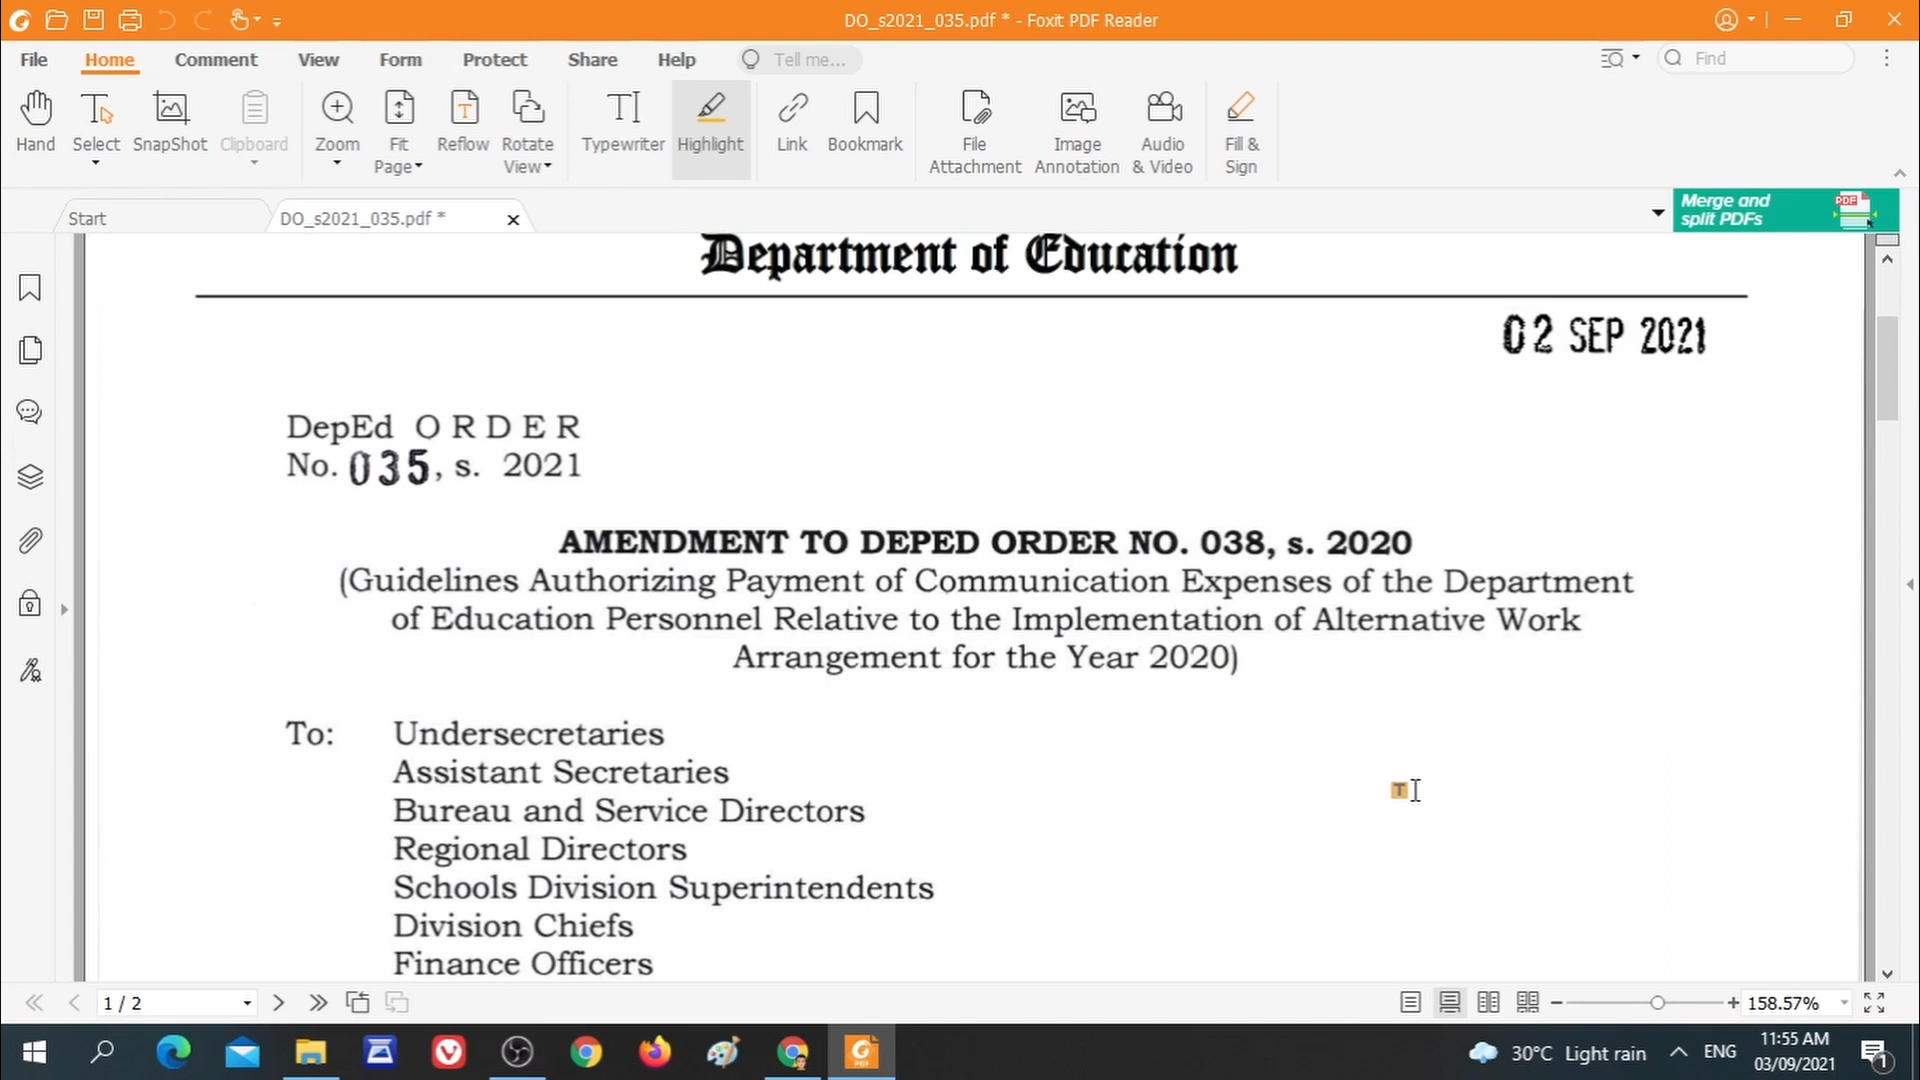 DO_s2021_035.pdf * - Foxit PDF Reader
File Home Comment View Form Protect Share Help Tell me... Find
Hand Select SnapShot Clipboard Zoom Fit Page Reflow Rotate View Typewriter Highlight Link Bookmark File Attachment Image Annotation Audio & Video Fill & Sign
Start DO_s2021_035.pdf * Merge and split PDFs PDF
Department of Education
02 SEP 2021
DepEd O R D E R
No. 035, s. 2021
AMENDMENT TO DEPED ORDER NO. 038, s. 2020
(Guidelines Authorizing Payment of Communication Expenses of the Department
of Education Personnel Relative to the Implementation of Alternative Work
Arrangement for the Year 2020)
To: Undersecretaries
Assistant Secretaries
Bureau and Service Directors
Regional Directors
Schools Division Superintendents
Division Chiefs
Finance Officers
1 / 2 158.57%
30°C Light rain ENG 11:55 AM
03/09/2021 1